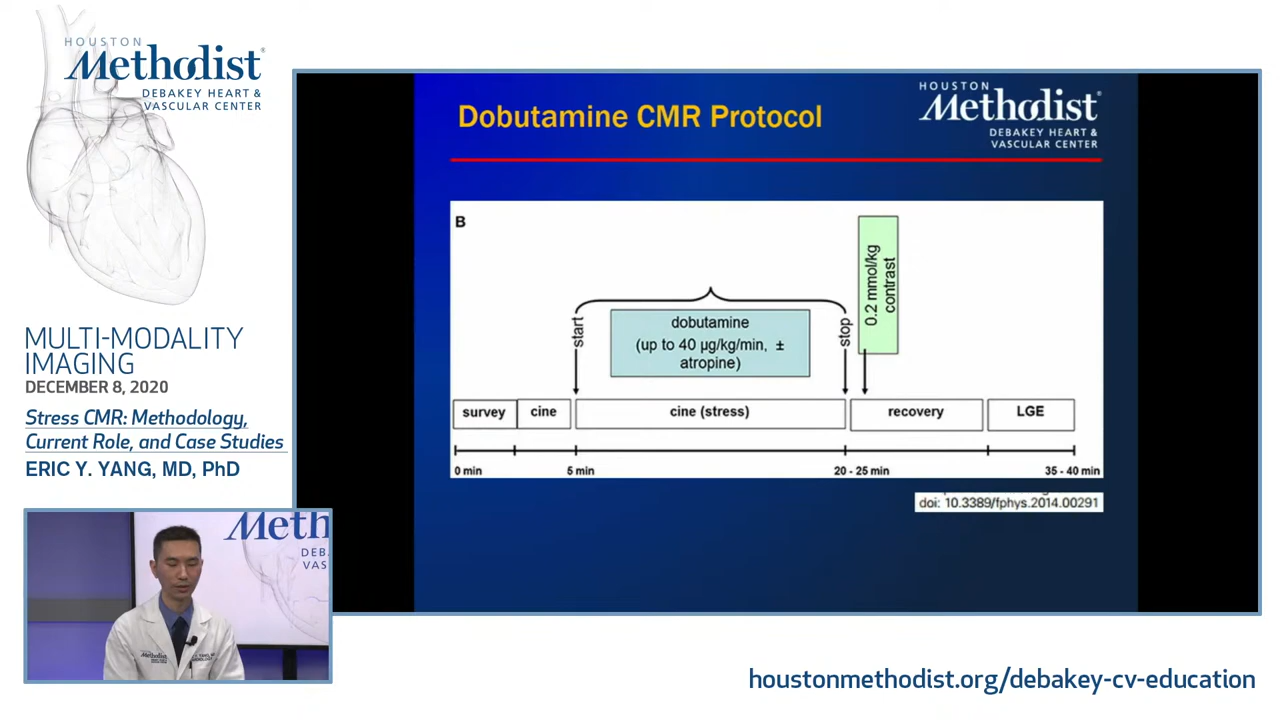 HOUSTON
Methodist
DEBAKEY HEART &
VASCULAR CENTER
MULTI-MODALITY
IMAGING
DECEMBER 8, 2020
Stress CMR: Methodology,
Current Role, and Case Studies
ERIC Y. YANG, MD, PhD
Dobutamine CMR Protocol
HOUSTON
Methodist
DEBAKEY HEART &
VASCULAR CENTER
B
start
dobutamine
(up to 40 µg/kg/min, ±
atropine)
stop
0.2 mmol/kg
contrast
survey
cine
cine (stress)
recovery
LGE
0 min
5 min
20 - 25 min
35 - 40 min
doi: 10.3389/fphys.2014.00291
Meth
DEB
VAS
houstonmethodist.org/debakey-cv-education